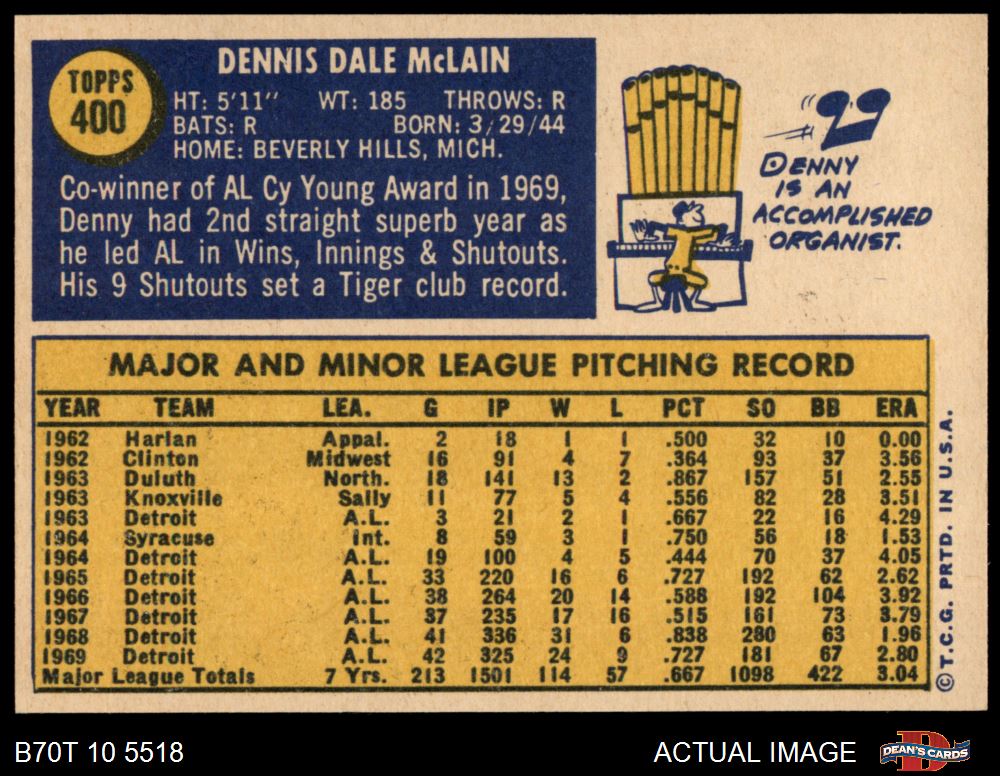 TOPPS
400
DENNIS DALE McLAIN
HT: 5'11" WT: 185 THROWS: R
BATS: R BORN: 3/29/44
HOME: BEVERLY HILLS, MICH.
Co-winner of AL Cy Young Award in 1969,
Denny had 2nd straight superb year as
he led AL in Wins, Innings & Shutouts.
His 9 Shutouts set a Tiger club record.
DENNY
IS AN
ACCOMPLISHED
ORGANIST.
MAJOR AND MINOR LEAGUE PITCHING RECORD
YEAR TEAM LEA. G IP W L PCT SO BB ERA
1962 Harlan Appal. 2 18 1 1 .500 32 10 0.00
1962 Clinton Midwest 16 91 4 7 .364 93 37 3.56
1963 Duluth North. 18 141 13 2 .867 157 51 2.55
1963 Knoxville Sally 11 77 5 4 .556 82 28 3.51
1963 Detroit A.L. 3 21 2 1 .667 22 16 4.29
1964 Syracuse Int. 8 59 3 1 .750 56 18 1.53
1964 Detroit A.L. 19 100 4 5 .444 70 37 4.05
1965 Detroit A.L. 33 220 16 6 .727 192 62 2.62
1966 Detroit A.L. 38 264 20 14 .588 192 104 3.92
1967 Detroit A.L. 37 235 17 16 .515 161 73 3.79
1968 Detroit A.L. 41 336 31 6 .838 280 63 1.96
1969 Detroit A.L. 42 325 24 9 .727 181 67 2.80
Major League Totals 7 Yrs. 213 1501 114 57 .667 1098 422 3.04
©T.C.G. PRTD. IN U.S.A.
B70T 10 5518
ACTUAL IMAGE
D
DEAN'S CARDS